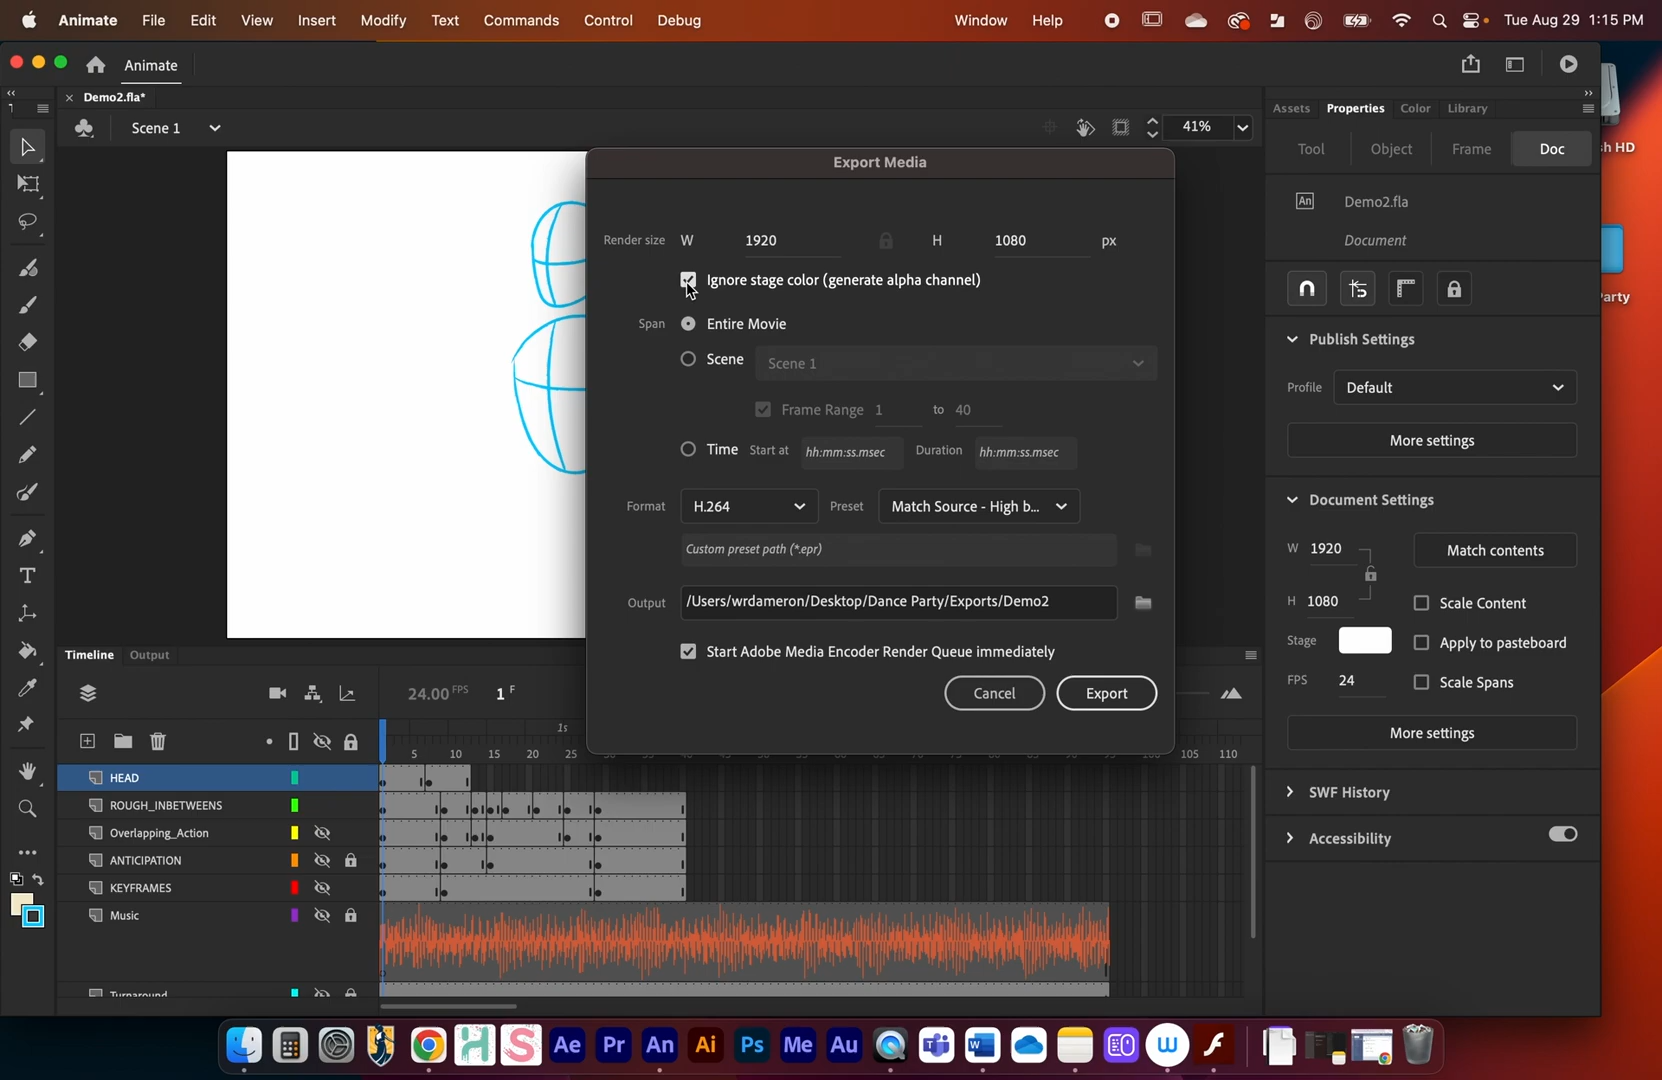 Animate File Edit View Insert Modify Text Commands Control Debug Window Help Tue Aug 29 1:15 PM
Animate
Demo2.fla*
Scene 1 41%
Export Media
Render size W 1920 H 1080 px
Ignore stage color (generate alpha channel)
Span Entire Movie
Scene Scene 1
Frame Range 1 to 40
Time Start at hh:mm:ss.msec Duration hh:mm:ss.msec
Format H.264 Preset Match Source - High b...
Custom preset path (*.epr)
Output /Users/wrdameron/Desktop/Dance Party/Exports/Demo2
Start Adobe Media Encoder Render Queue immediately
Cancel Export
Assets Properties Color Library
Tool Object Frame Doc
An Demo2.fla
Document
Publish Settings
Profile Default
More settings
Document Settings
W 1920 Match contents
H 1080 Scale Content
Stage Apply to pasteboard
FPS 24 Scale Spans
More settings
SWF History
Accessibility
sh HD
arty
Timeline Output
24.00 FPS 1 F
1s
5 10 15 20 25 105 110
HEAD
ROUGH_INBETWEENS
Overlapping_Action
ANTICIPATION
KEYFRAMES
Music
Turnaround
Ae Pr An Ai Ps Me Au